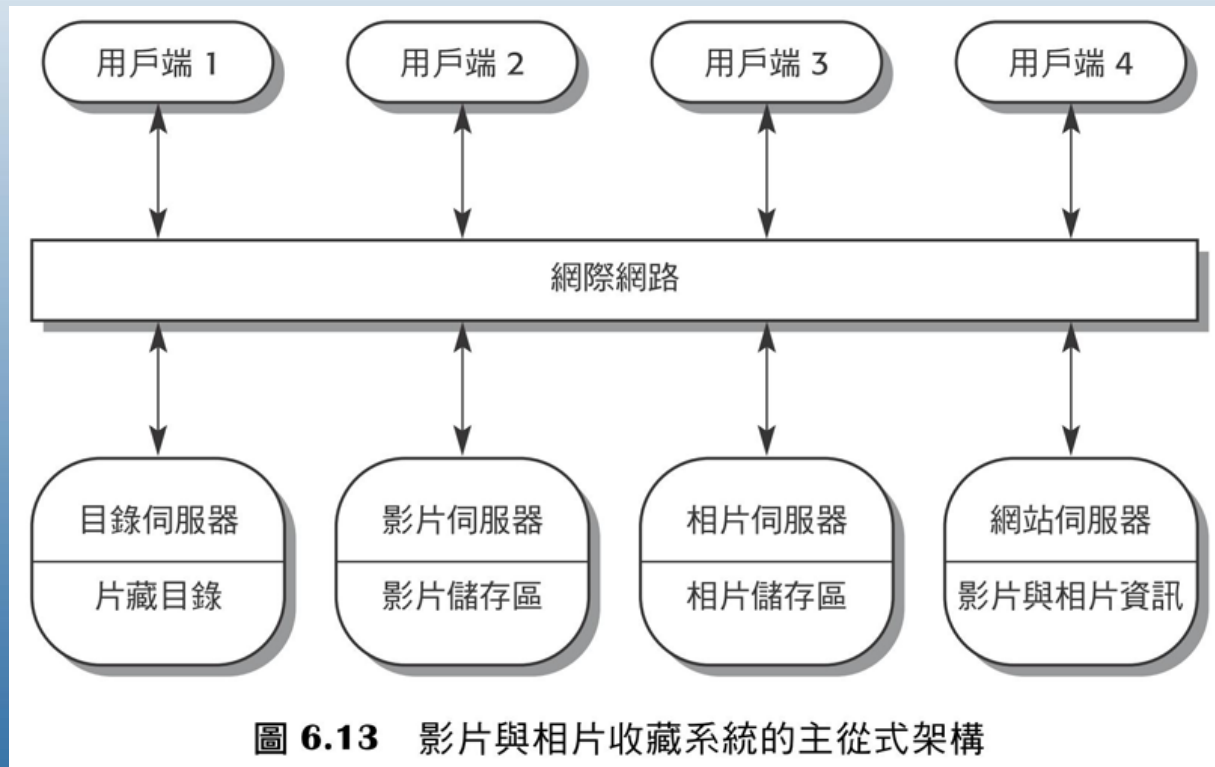 用戶端 1
用戶端 2
用戶端 3
用戶端 4
網際網路
目錄伺服器
片藏目錄
影片伺服器
影片儲存區
相片伺服器
相片儲存區
網站伺服器
影片與相片資訊
圖 6.13 影片與相片收藏系統的主從式架構